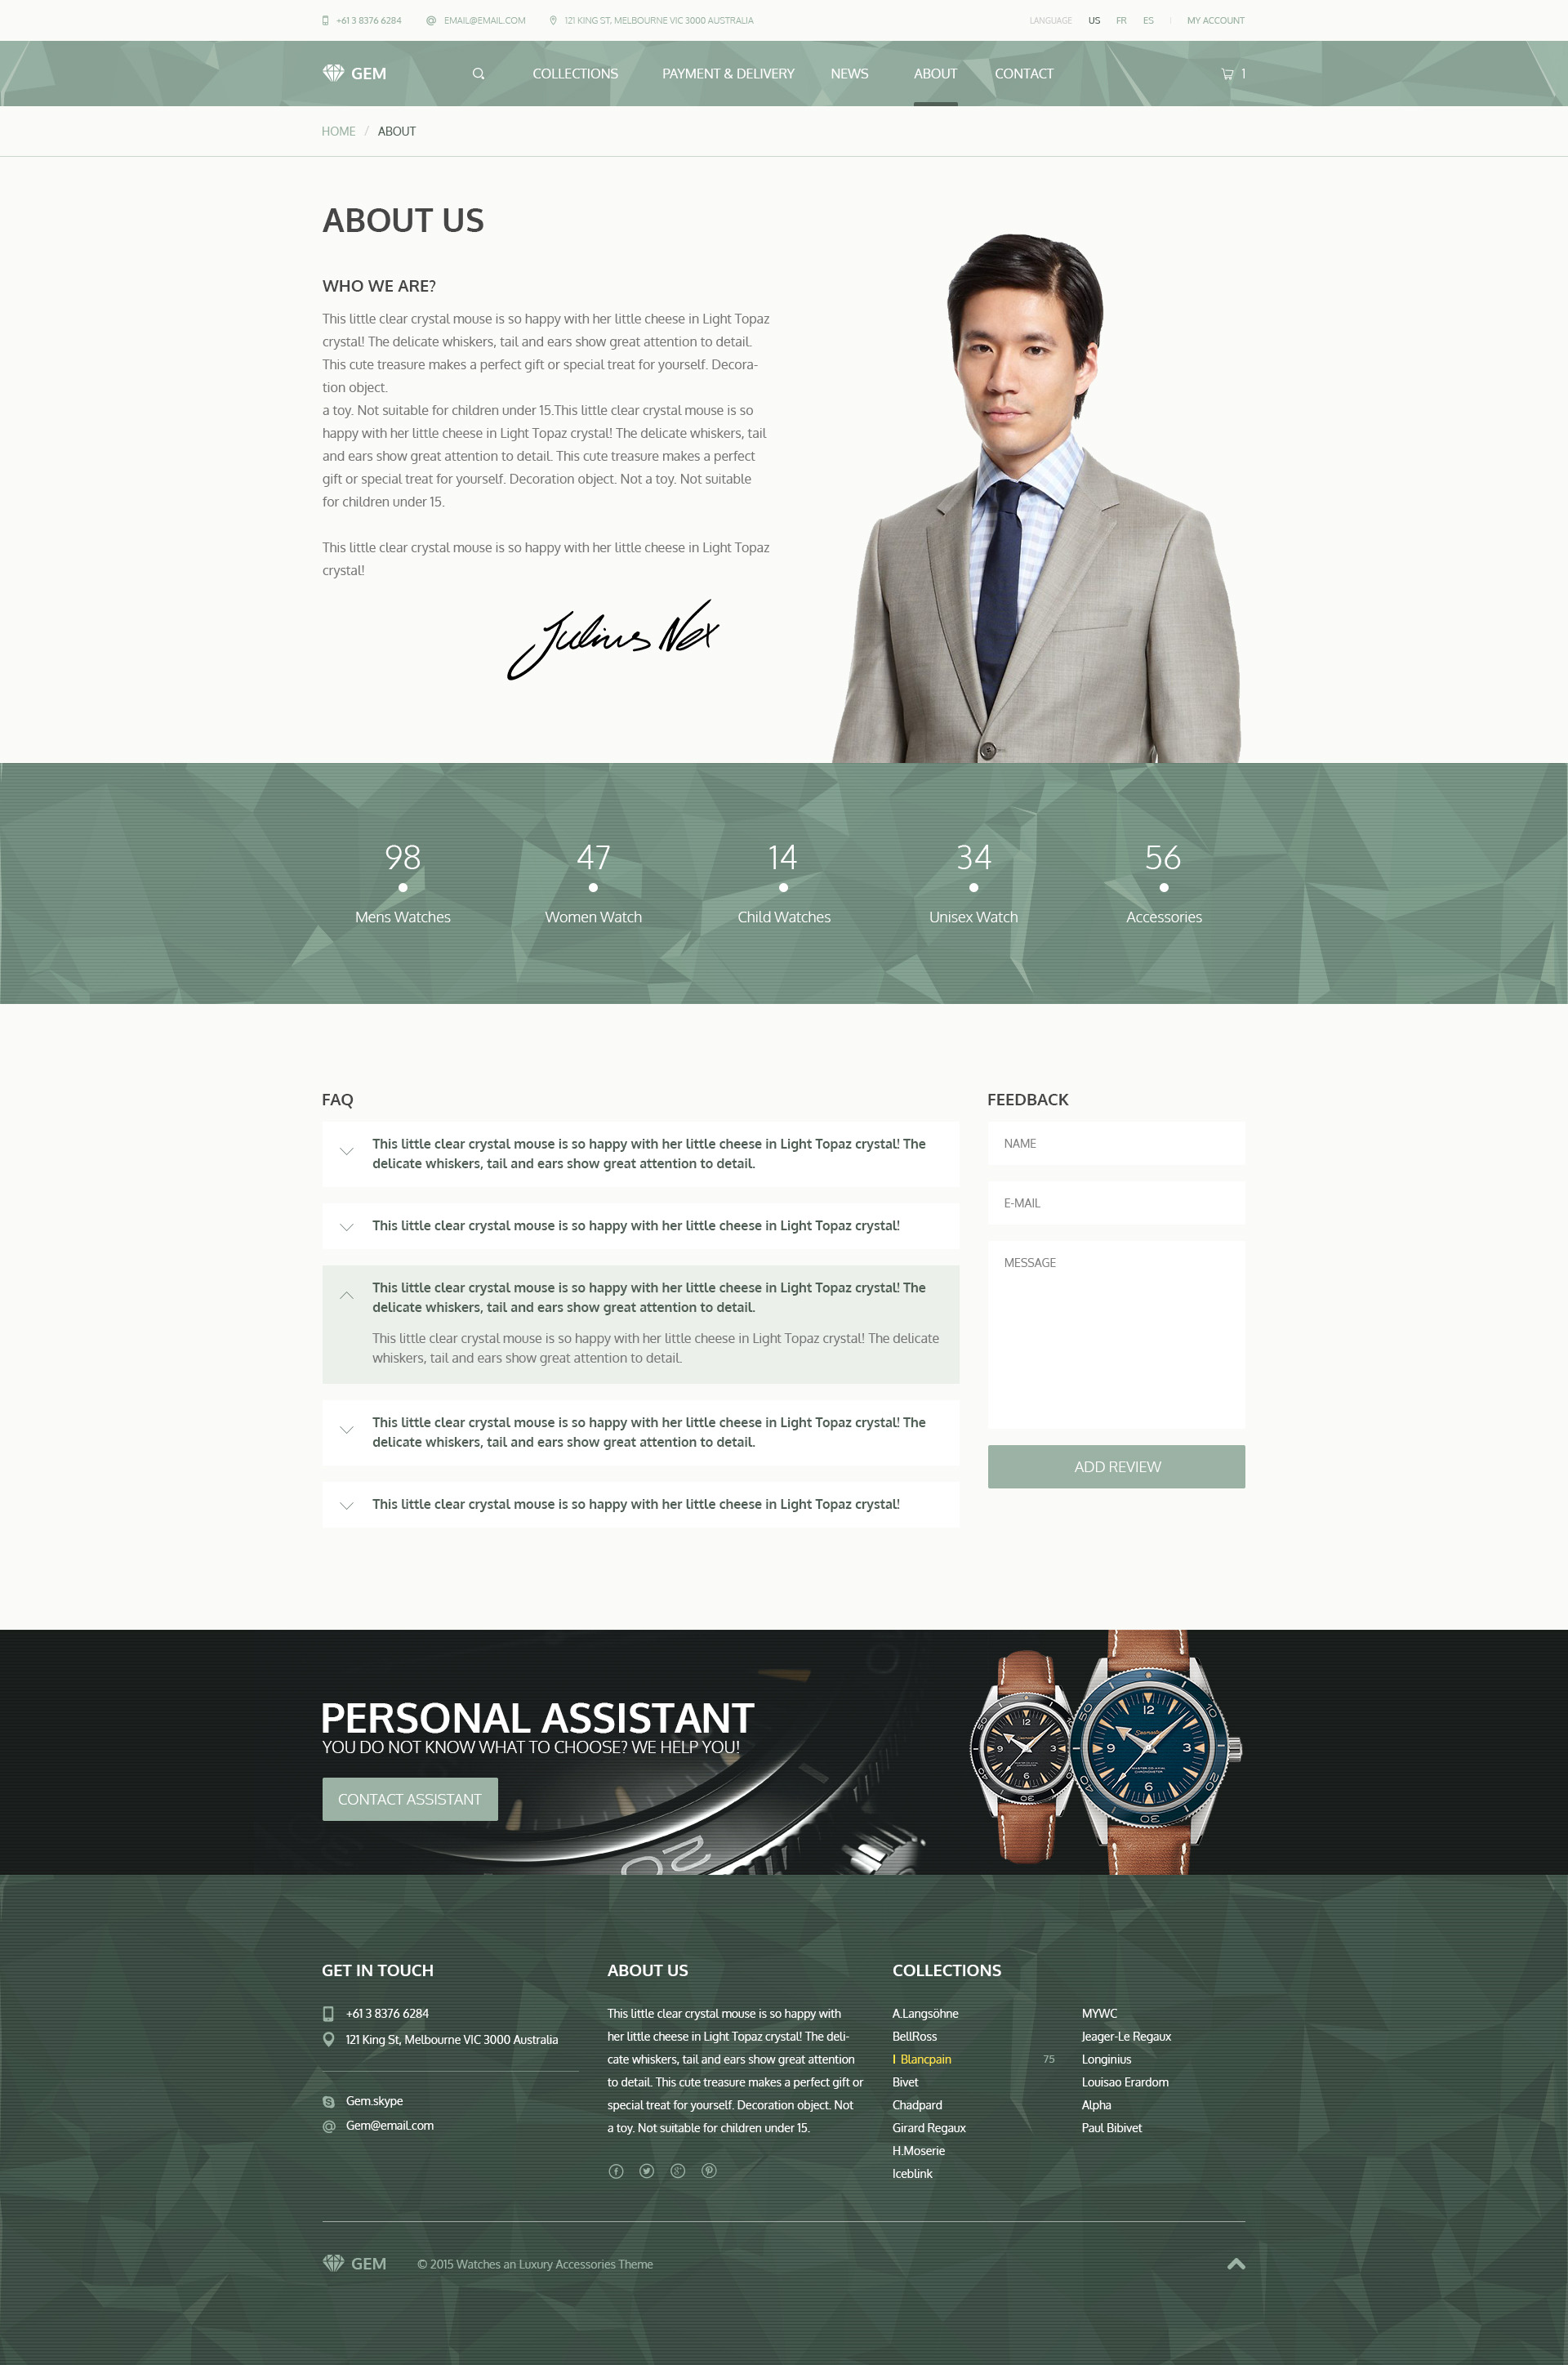 +61 3 8376 6284 EMAIL@EMAIL.COM 121 KING ST, MELBOURNE VIC 3000 AUSTRALIA LANGUAGE US FR ES | MY ACCOUNT
GEM COLLECTIONS PAYMENT & DELIVERY NEWS ABOUT CONTACT 1
HOME / ABOUT
ABOUT US
WHO WE ARE?
This little clear crystal mouse is so happy with her little cheese in Light Topaz
crystal! The delicate whiskers, tail and ears show great attention to detail.
This cute treasure makes a perfect gift or special treat for yourself. Decora-
tion object.
a toy. Not suitable for children under 15.This little clear crystal mouse is so
happy with her little cheese in Light Topaz crystal! The delicate whiskers, tail
and ears show great attention to detail. This cute treasure makes a perfect
gift or special treat for yourself. Decoration object. Not a toy. Not suitable
for children under 15.
This little clear crystal mouse is so happy with her little cheese in Light Topaz
crystal!
Julius Nex
98 47 14 34 56
Mens Watches Women Watch Child Watches Unisex Watch Accessories
FAQ
This little clear crystal mouse is so happy with her little cheese in Light Topaz crystal! The
delicate whiskers, tail and ears show great attention to detail.
This little clear crystal mouse is so happy with her little cheese in Light Topaz crystal!
This little clear crystal mouse is so happy with her little cheese in Light Topaz crystal! The
delicate whiskers, tail and ears show great attention to detail.
This little clear crystal mouse is so happy with her little cheese in Light Topaz crystal! The delicate
whiskers, tail and ears show great attention to detail.
This little clear crystal mouse is so happy with her little cheese in Light Topaz crystal! The
delicate whiskers, tail and ears show great attention to detail.
This little clear crystal mouse is so happy with her little cheese in Light Topaz crystal!
FEEDBACK
NAME
E-MAIL
MESSAGE
ADD REVIEW
PERSONAL ASSISTANT
YOU DO NOT KNOW WHAT TO CHOOSE? WE HELP YOU!
CONTACT ASSISTANT
20
12
3
6
9
50
10
20
30
12
3
6
9
Seamaster
30
GET IN TOUCH
+61 3 8376 6284
121 King St, Melbourne VIC 3000 Australia
Gem.skype
Gem@email.com
ABOUT US
This little clear crystal mouse is so happy with
her little cheese in Light Topaz crystal! The deli-
cate whiskers, tail and ears show great attention
to detail. This cute treasure makes a perfect gift or
special treat for yourself. Decoration object. Not
a toy. Not suitable for children under 15.
COLLECTIONS
A.Langsöhne
BellRoss
Blancpain 75
Bivet
Chadpard
Girard Regaux
H.Moserie
Iceblink
MYWC
Jeager-Le Regaux
Longinius
Louisao Erardom
Alpha
Paul Bibivet
GEM © 2015 Watches an Luxury Accessories Theme